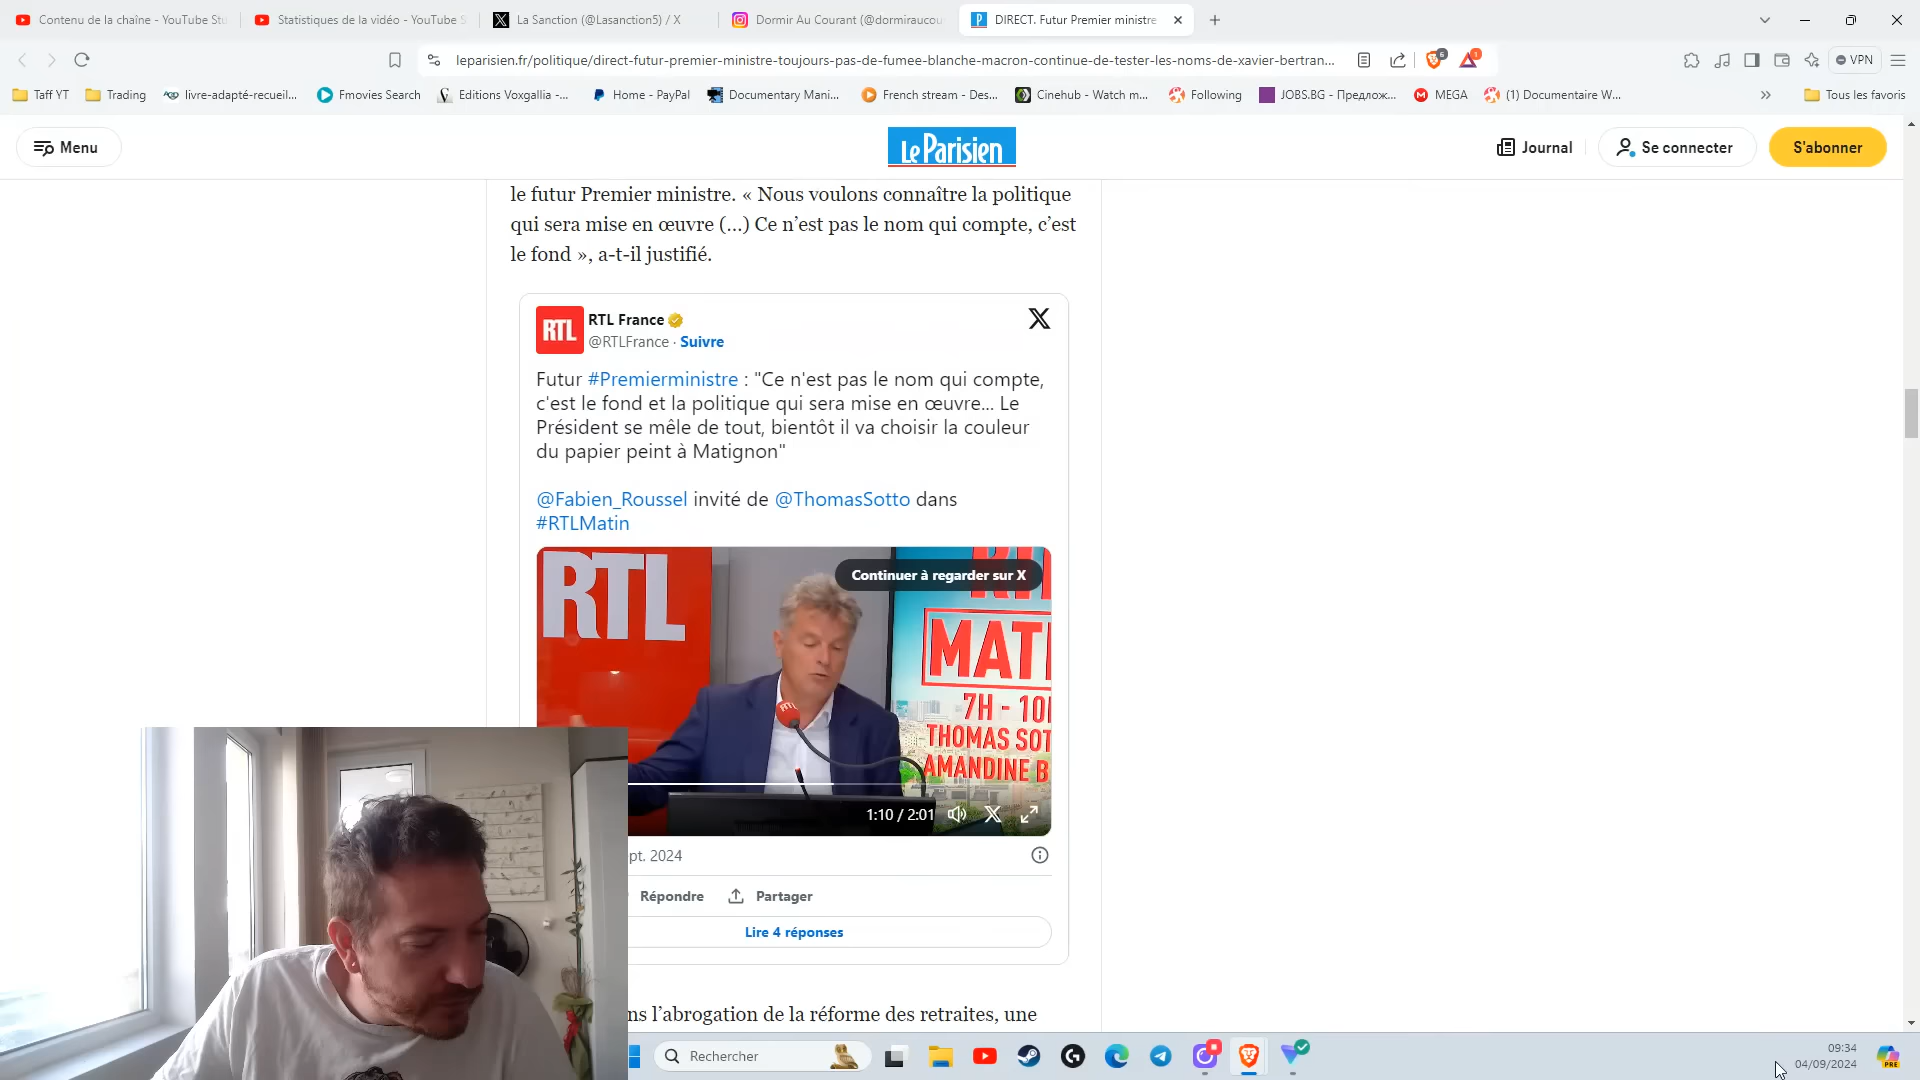 Contenu de la chaîne - YouTube Stu
Statistiques de la vidéo - YouTube S
La Sanction (@Lasanction5) / X
Dormir Au Courant (@dormiraucou
DIRECT. Futur Premier ministre
leparisien.fr/politique/direct-futur-premier-ministre-toujours-pas-de-fumee-blanche-macron-continue-de-tester-les-noms-de-xavier-bertran...
6
1
VPN
Taff YT
Trading
livre-adapté-recueil...
Fmovies Search
Editions Voxgallia -...
Home - PayPal
Documentary Mani...
French stream - Des...
Cinehub - Watch m...
Following
JOBS.BG - Предлож...
MEGA
(1) Documentaire W...
Tous les favoris
Menu
Le Parisien
Journal
Se connecter
S'abonner
le futur Premier ministre. « Nous voulons connaître la politique
qui sera mise en œuvre (…) Ce n’est pas le nom qui compte, c’est
le fond », a-t-il justifié.
RTL
RTL France
@RTLFrance · Suivre
Futur #Premierministre : "Ce n'est pas le nom qui compte,
c'est le fond et la politique qui sera mise en œuvre... Le
Président se mêle de tout, bientôt il va choisir la couleur
du papier peint à Matignon"
@Fabien_Roussel invité de @ThomasSotto dans
#RTLMatin
RTL
Continuer à regarder sur X
RTL
MATI
7H - 10H
THOMAS SOT
AMANDINE B
RTL
1:10 / 2:01
pt. 2024
Répondre
Partager
Lire 4 réponses
ns l’abrogation de la réforme des retraites, une
Rechercher
09:34
04/09/2024
PRE